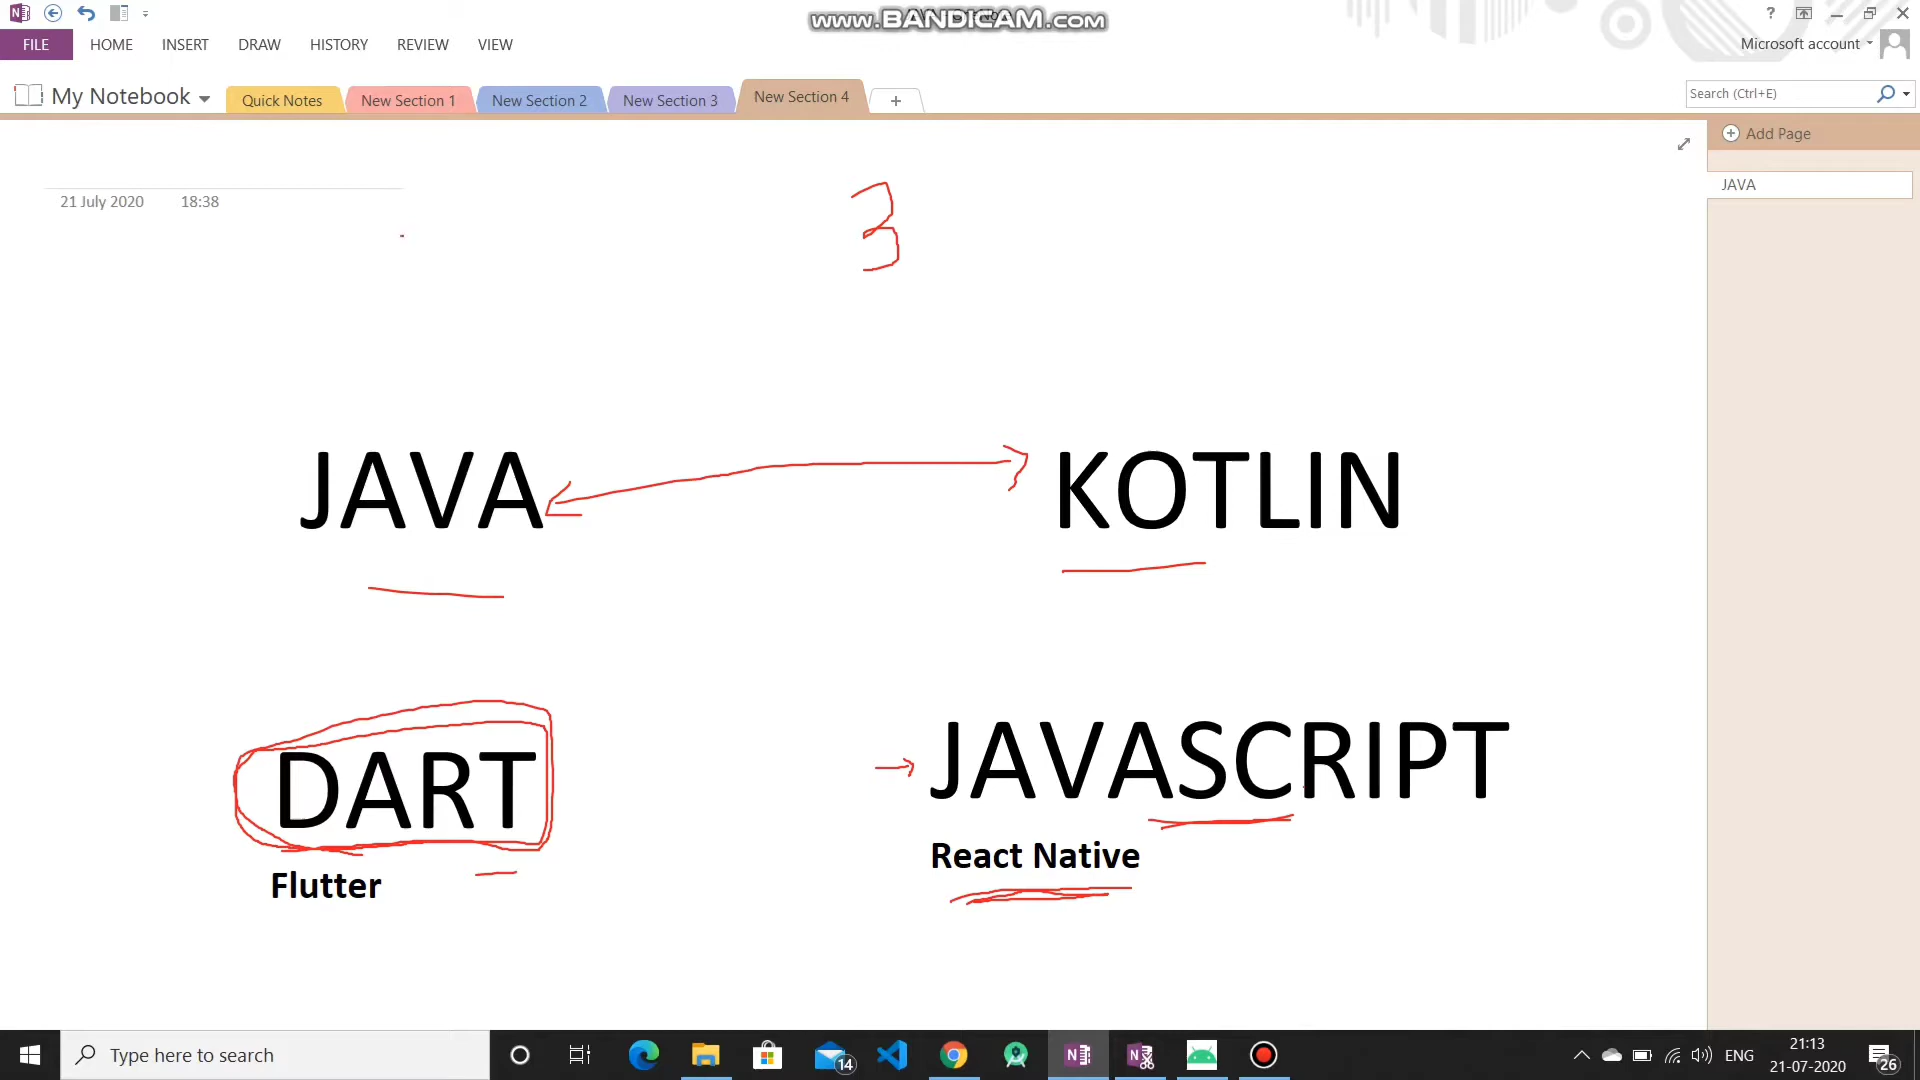 www.BANDICAM.com
FILE HOME INSERT DRAW HISTORY REVIEW VIEW
Microsoft account
My Notebook
Quick Notes New Section 1 New Section 2 New Section 3 New Section 4 +
Search (Ctrl+E)
Add Page
JAVA
21 July 2020 18:38
3
JAVA KOTLIN
DART JAVASCRIPT
Flutter React Native
Type here to search
14
ENG
21:13
21-07-2020
26